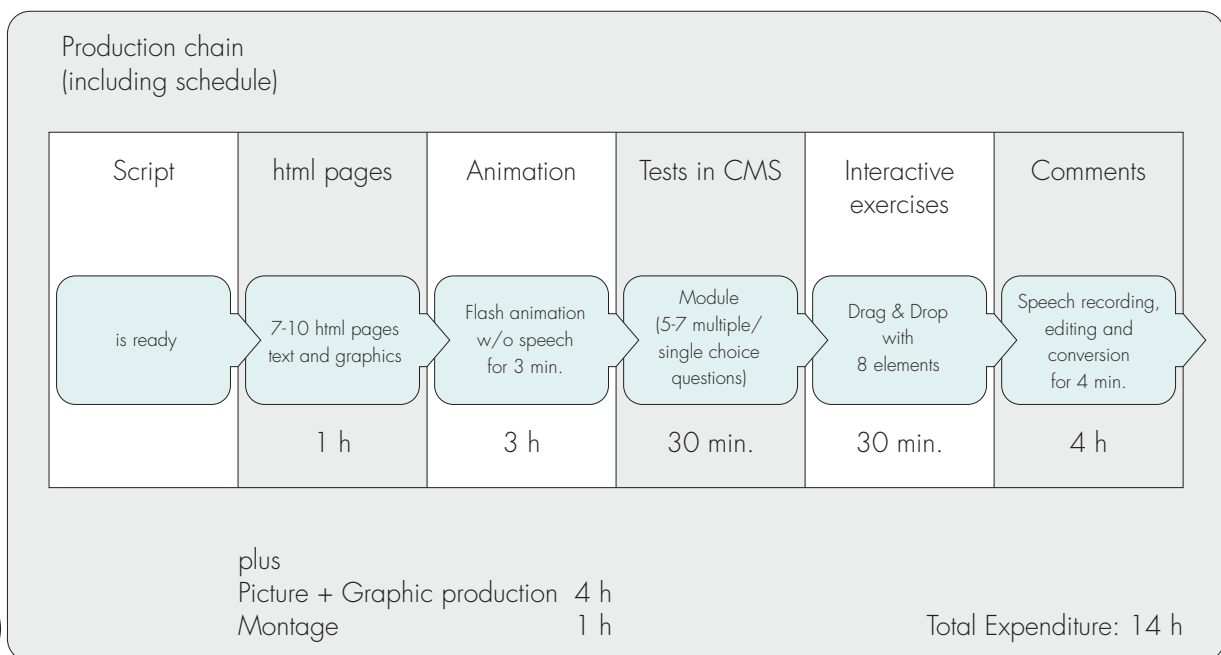 Production chain
(including schedule)
Script
html pages
Animation
Tests in CMS
Interactive
exercises
Comments
is ready
7-10 html pages
text and graphics
Flash animation
w/o speech
for 3 min.
Module
(5-7 multiple/
single choice
questions)
Drag & Drop
with
8 elements
Speech recording,
editing and
conversion
for 4 min.
1 h
3 h
30 min.
30 min.
4 h
plus
Picture + Graphic production 4 h
Montage 1 h
Total Expenditure: 14 h